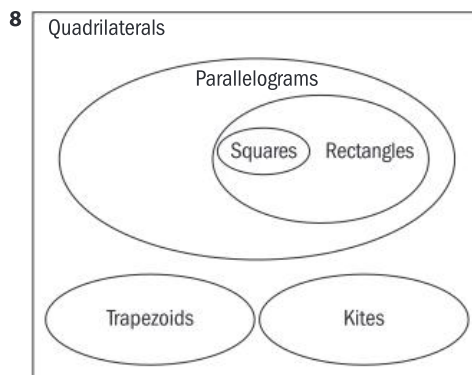 8
Quadrilaterals
Parallelograms
Squares Rectangles
Trapezoids Kites